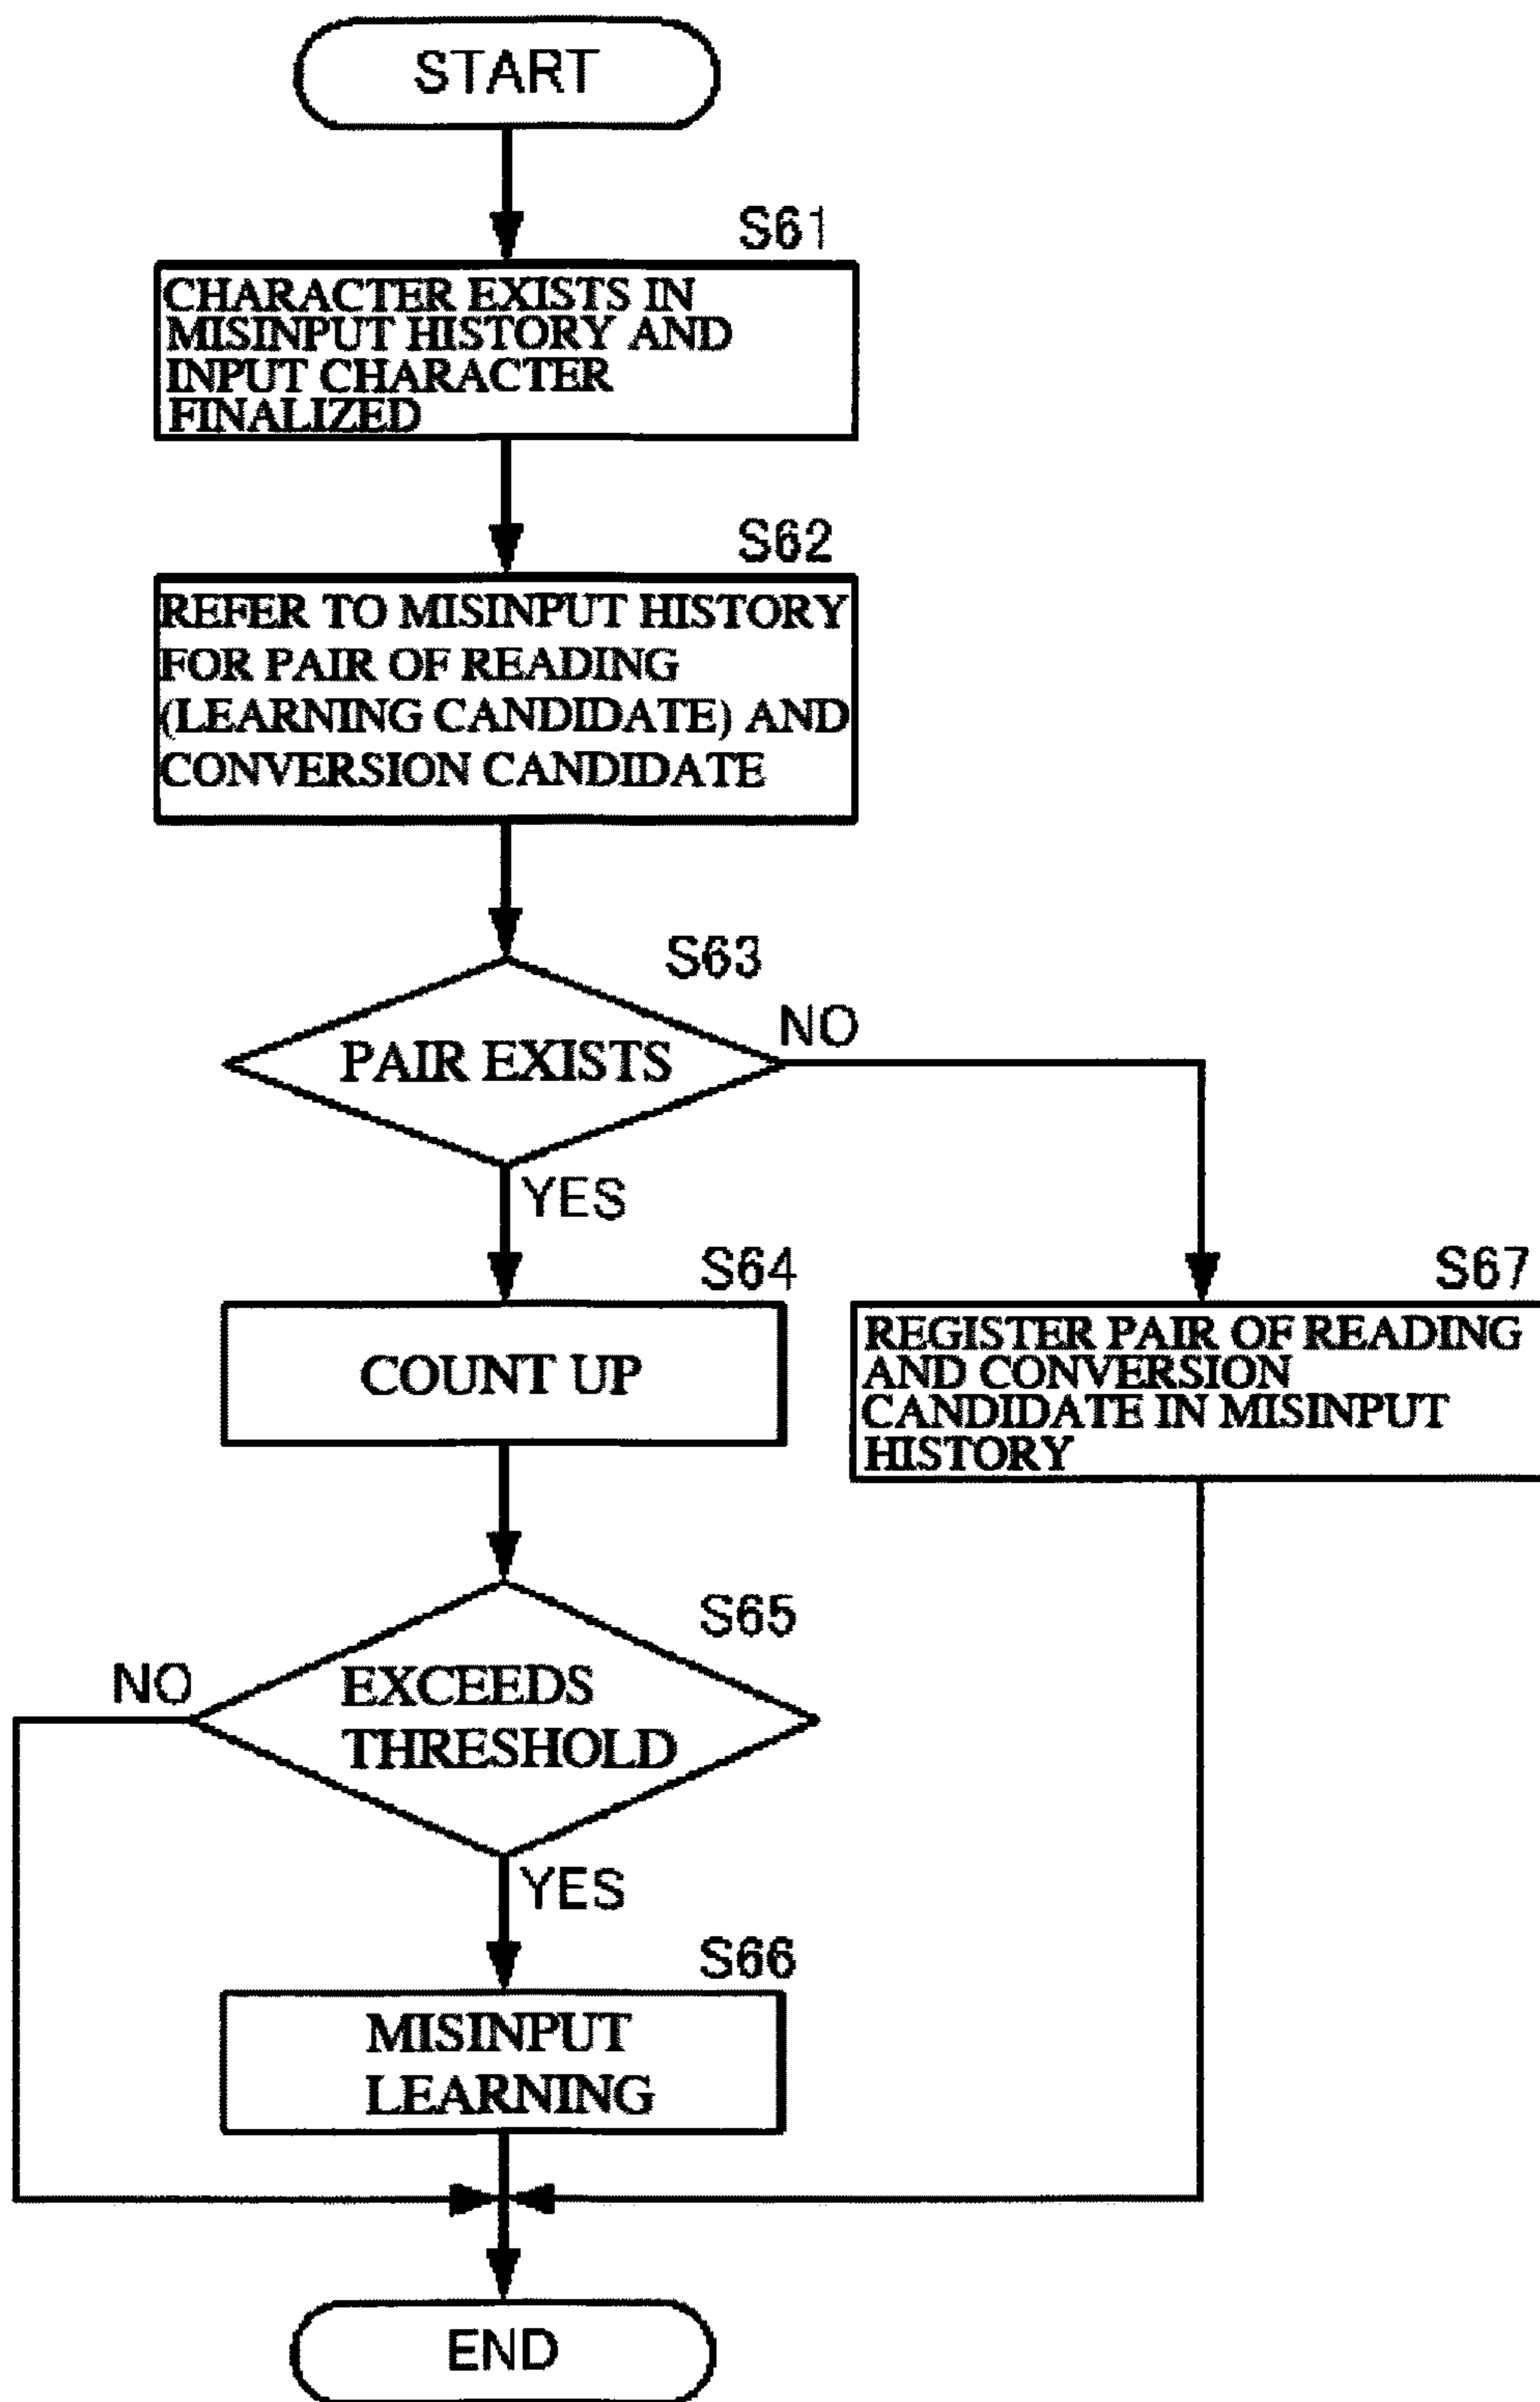 START
S61
CHARACTER EXISTS IN
MISINPUT HISTORY AND
INPUT CHARACTER
FINALIZED
S62
REFER TO MISINPUT HISTORY
FOR PAIR OF READING
(LEARNING CANDIDATE) AND
CONVERSION CANDIDATE
S63
PAIR EXISTS
NO
YES
S64
COUNT UP
S67
REGISTER PAIR OF READING
AND CONVERSION
CANDIDATE IN MISINPUT
HISTORY
S65
NO
EXCEEDS
THRESHOLD
YES
S66
MISINPUT
LEARNING
END